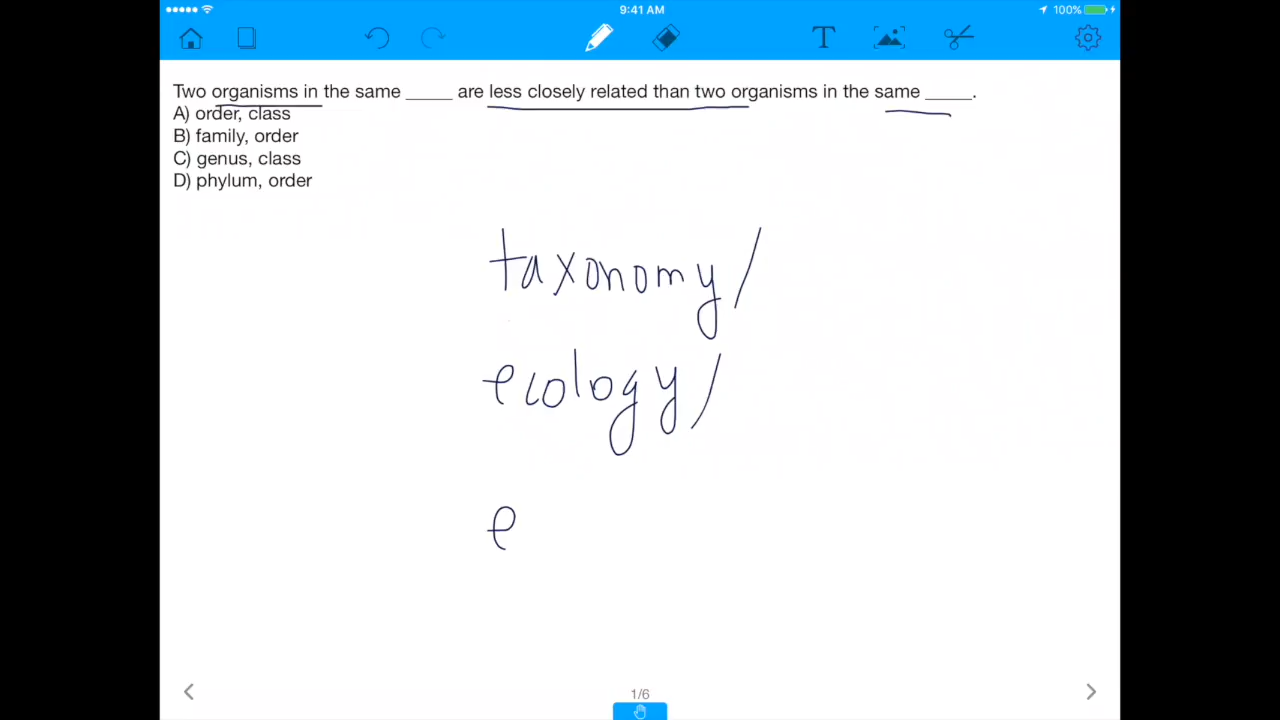 9:41 AM
100%
T
Two organisms in the same _____ are less closely related than two organisms in the same _____.
A) order, class
B) family, order
C) genus, class
D) phylum, order
taxonomy/
ecology/
e
1/6